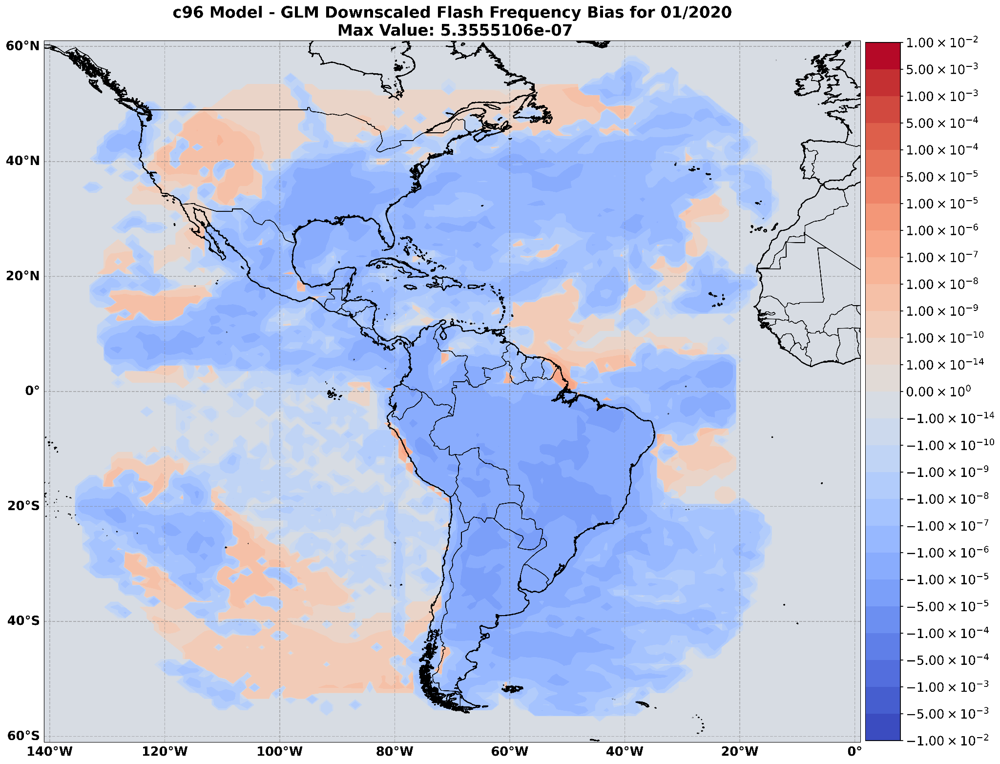 c96 Model - GLM Downscaled Flash Frequency Bias for 01/2020
Max Value: 5.3555106e-07
60°N
40°N
20°N
0°
20°S
40°S
60°S
140°W
120°W
100°W
80°W
60°W
40°W
20°W
0°
1.00 × 10⁻²
5.00 × 10⁻³
1.00 × 10⁻³
5.00 × 10⁻⁴
1.00 × 10⁻⁴
5.00 × 10⁻⁵
1.00 × 10⁻⁵
1.00 × 10⁻⁶
1.00 × 10⁻⁷
1.00 × 10⁻⁸
1.00 × 10⁻⁹
1.00 × 10⁻¹⁰
1.00 × 10⁻¹⁴
0.00 × 10⁰
−1.00 × 10⁻¹⁴
−1.00 × 10⁻¹⁰
−1.00 × 10⁻⁹
−1.00 × 10⁻⁸
−1.00 × 10⁻⁷
−1.00 × 10⁻⁶
−1.00 × 10⁻⁵
−5.00 × 10⁻⁵
−1.00 × 10⁻⁴
−5.00 × 10⁻⁴
−1.00 × 10⁻³
−5.00 × 10⁻³
−1.00 × 10⁻²